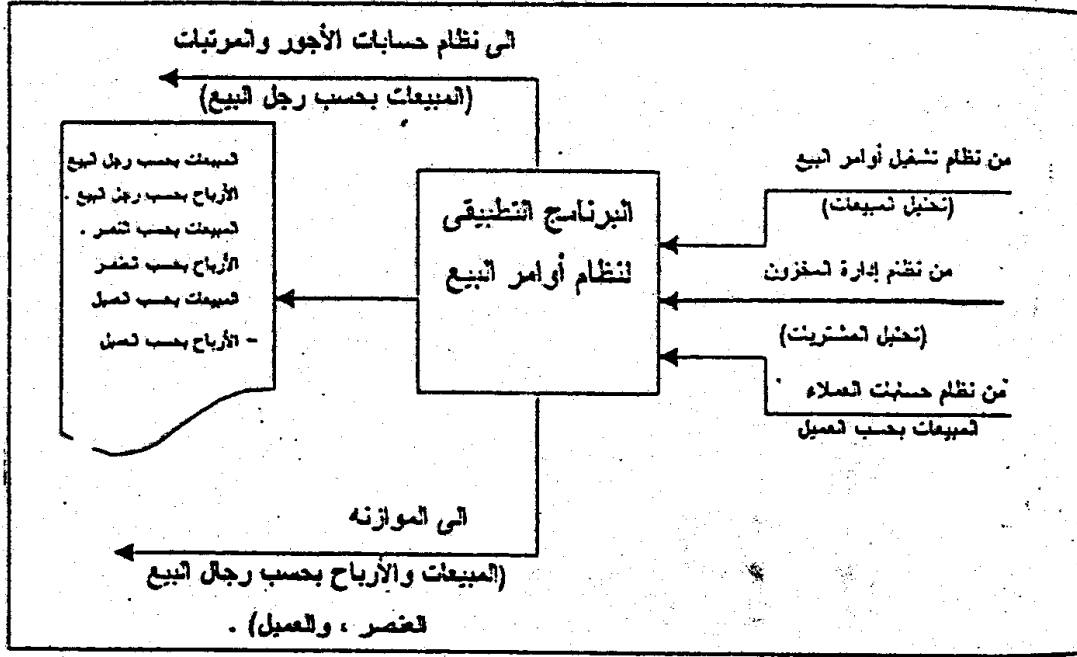 الى نظام حسابات الأجور والمرتبات
(المبيعات بحسب رجل البيع)
من نظام تشغيل أوامر البيع
(تحليل المبيعات)
من نظام إدارة المخزون
(تحليل المشتريات)
من نظام حسابات العملاء
المبيعات بحسب العميل
البرنامج التطبيقى
لنظام أوامر البيع
المبيعات بحسب رجل البيع
الأرباح بحسب رجل البيع .
المبيعات بحسب العنصر .
الأرباح بحسب العنصر
المبيعات بحسب العميل
– الأرباح بحسب العميل
الى الموازنه
(المبيعات والأرباح بحسب رجال البيع
العنصر ، والعميل) .